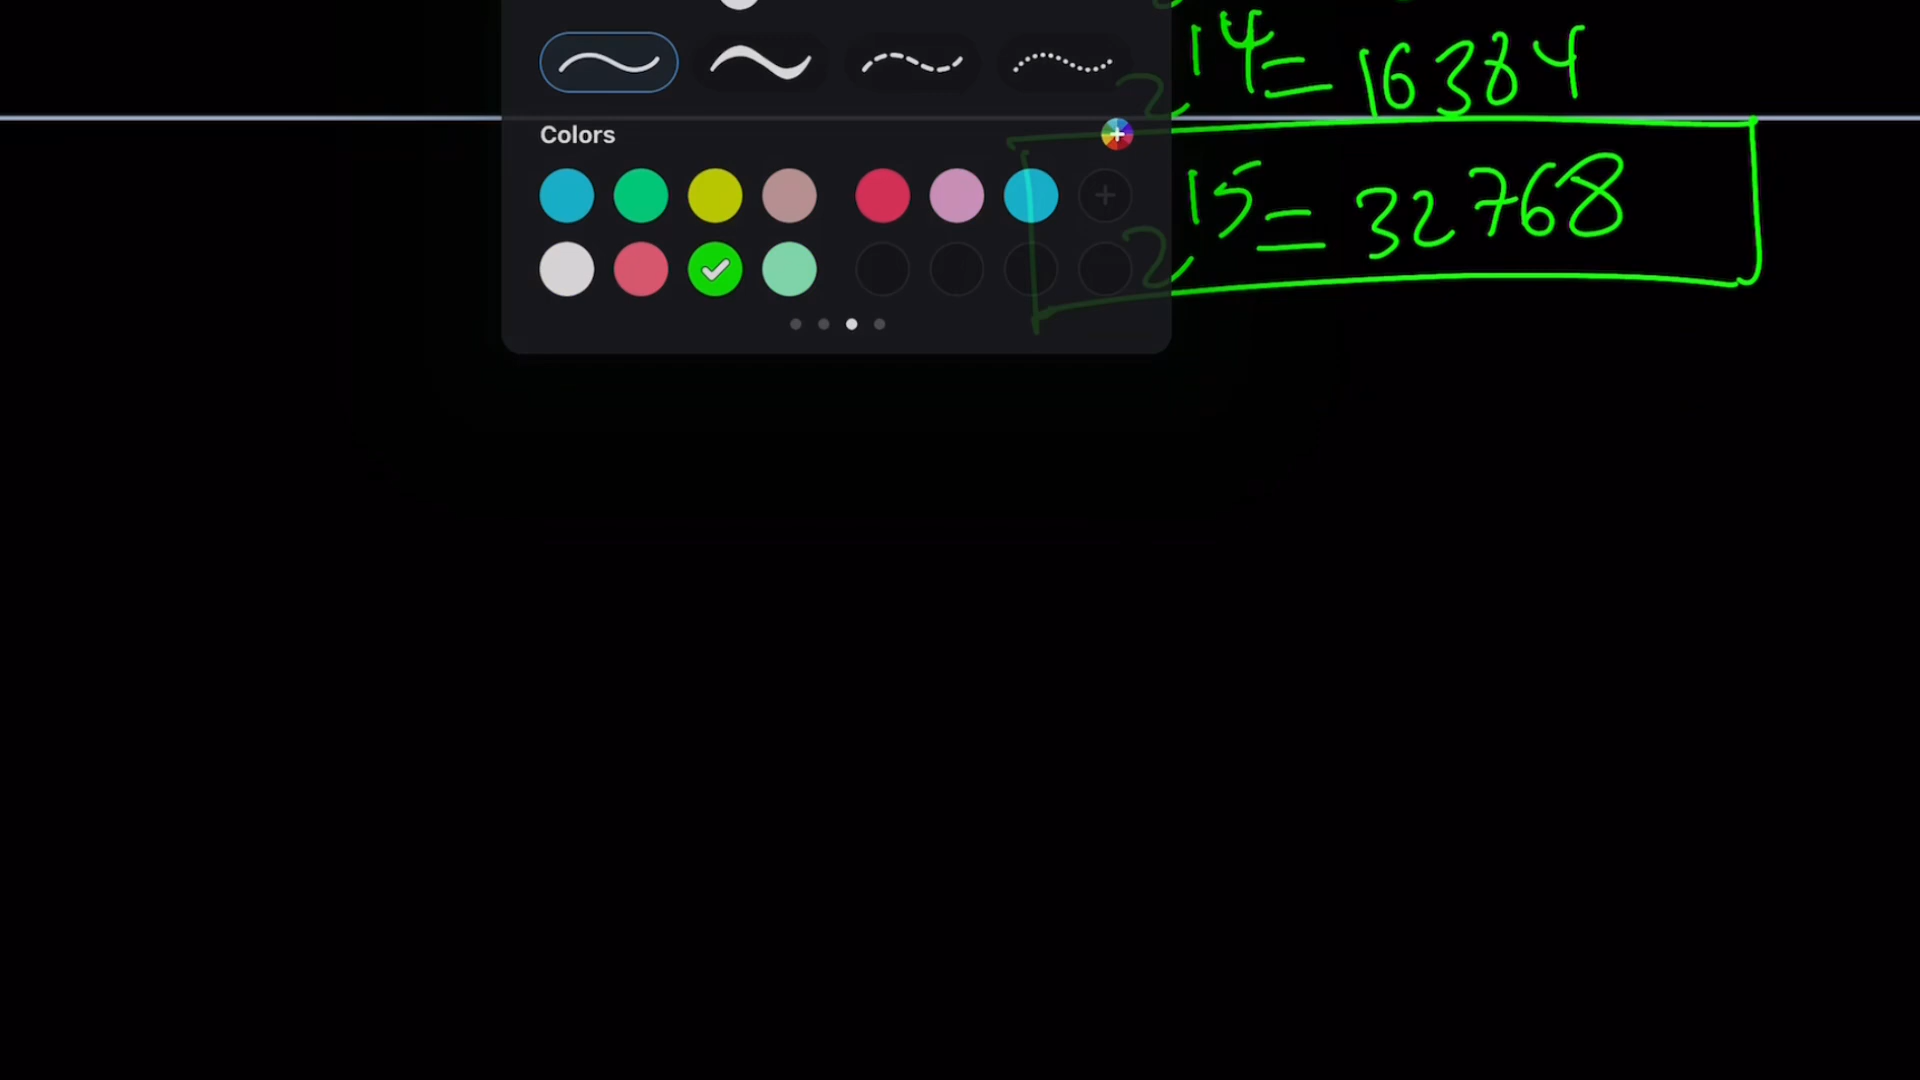 2^14 = 16384
Colors
2^15 = 32768